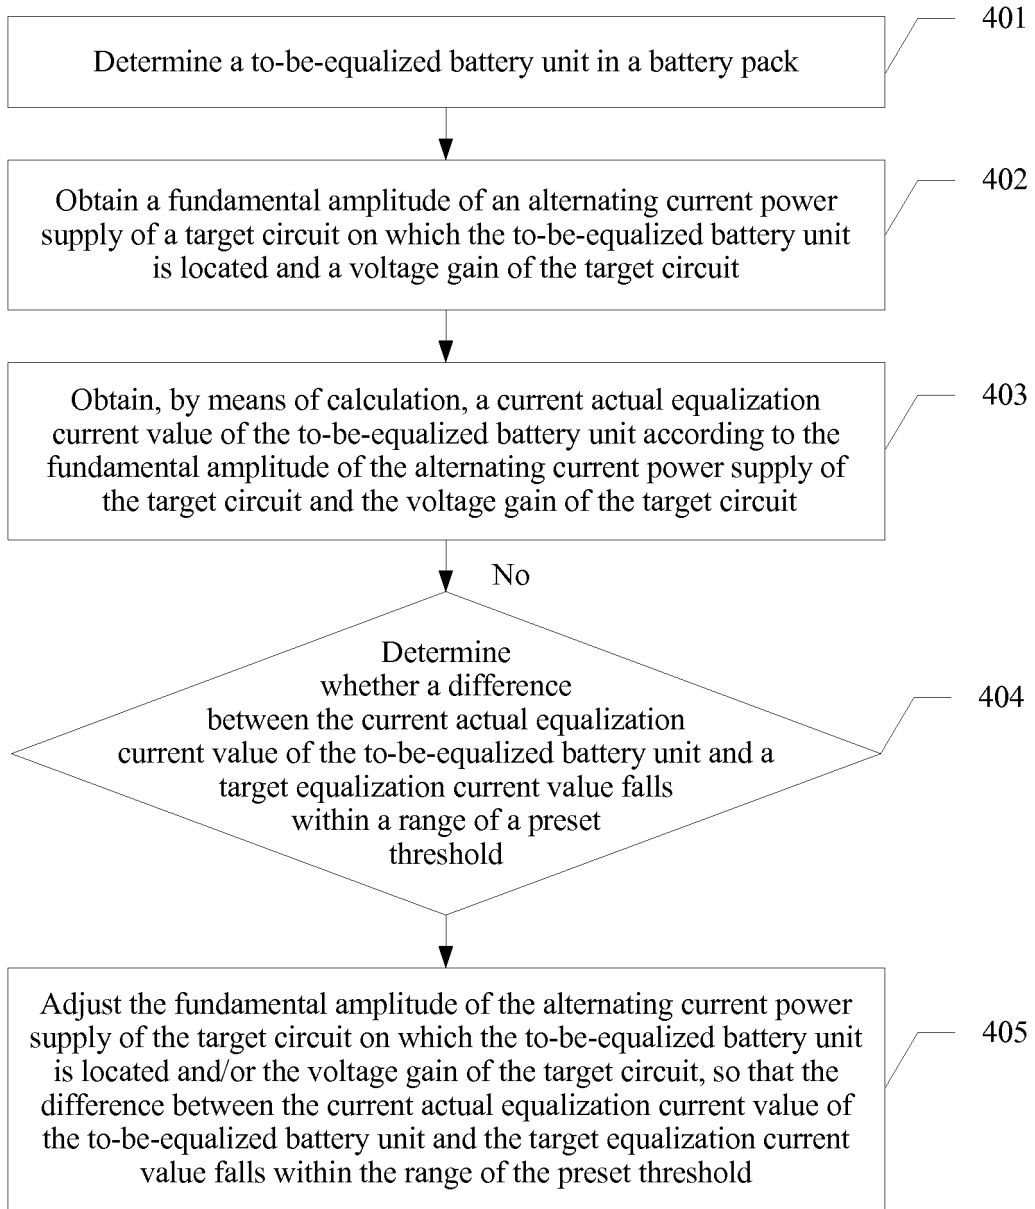 401
Determine a to-be-equalized battery unit in a battery pack
402
Obtain a fundamental amplitude of an alternating current power
supply of a target circuit on which the to-be-equalized battery unit
is located and a voltage gain of the target circuit
403
Obtain, by means of calculation, a current actual equalization
current value of the to-be-equalized battery unit according to the
fundamental amplitude of the alternating current power supply of
the target circuit and the voltage gain of the target circuit
No
Determine
whether a difference
between the current actual equalization
current value of the to-be-equalized battery unit and a
target equalization current value falls
within a range of a preset
threshold
404
Adjust the fundamental amplitude of the alternating current power
supply of the target circuit on which the to-be-equalized battery unit
is located and/or the voltage gain of the target circuit, so that the
difference between the current actual equalization current value of
the to-be-equalized battery unit and the target equalization current
value falls within the range of the preset threshold
405